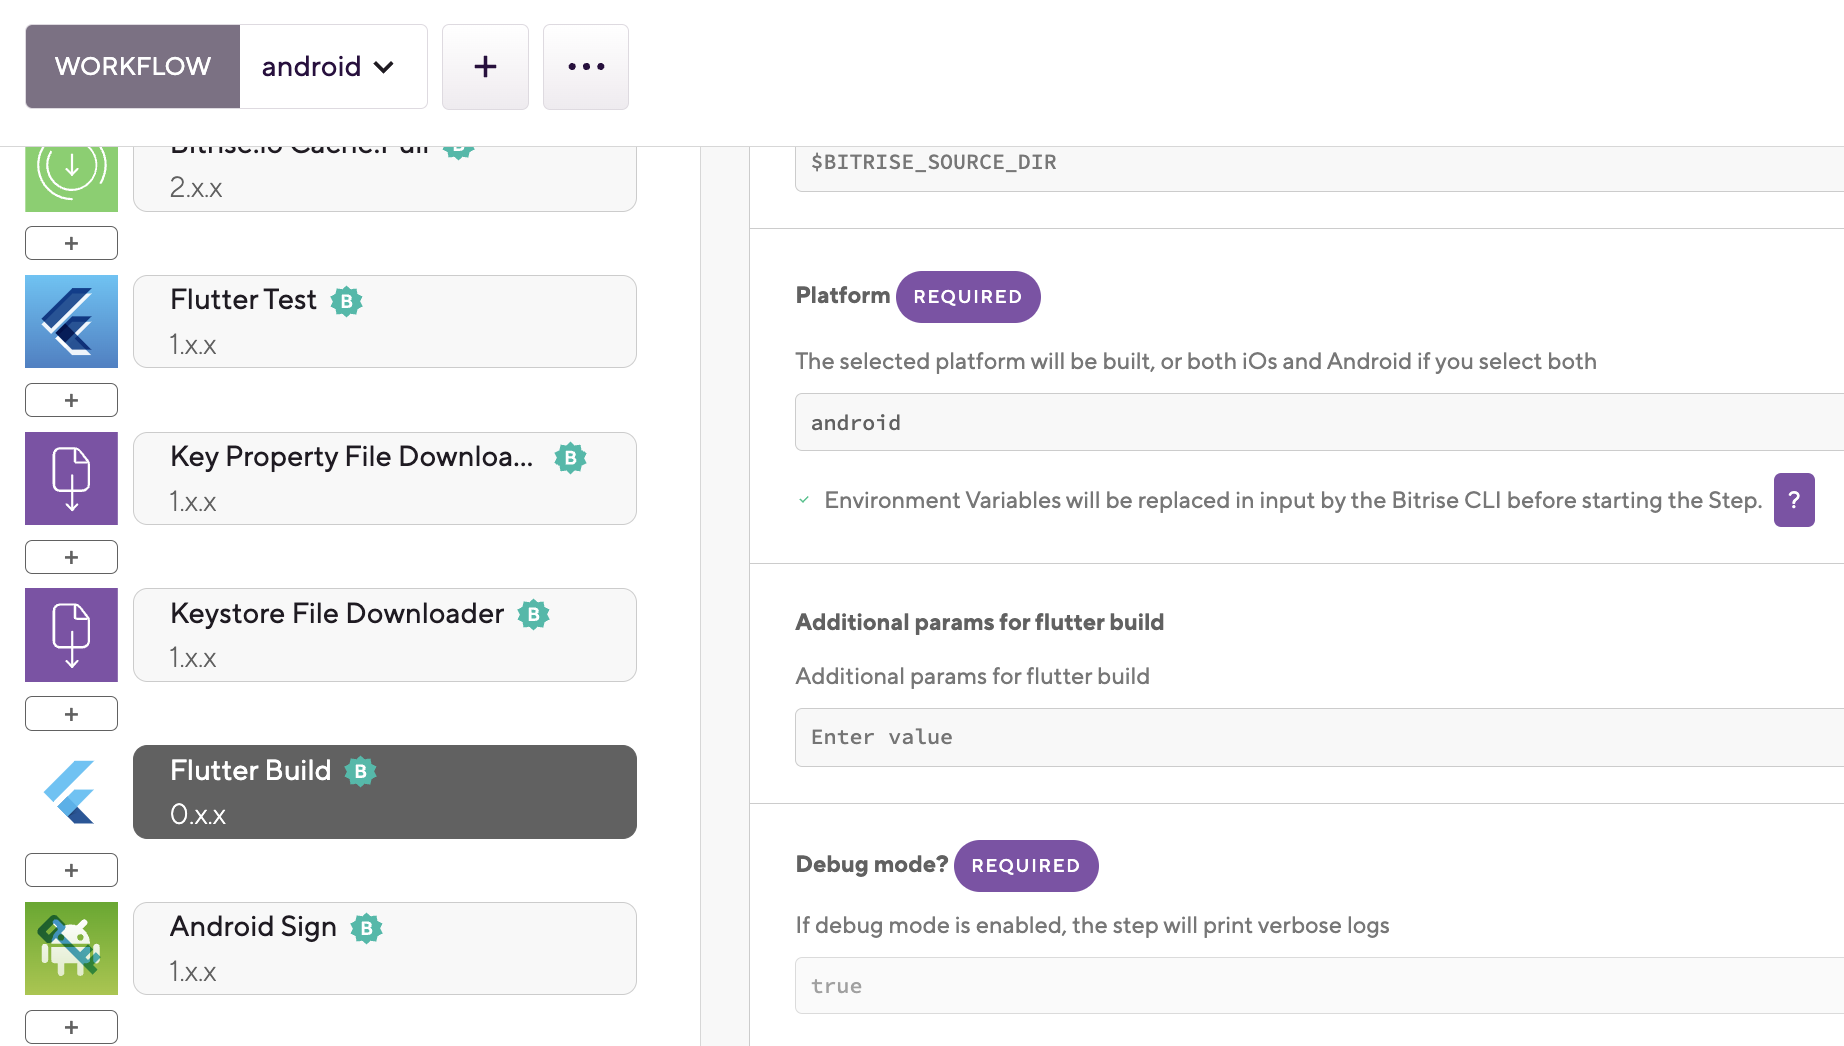 WORKFLOW android
Bitrise.io Cache:Pull B
2.x.x
Flutter Test B
1.x.x
Key Property File Downloa... B
1.x.x
Keystore File Downloader B
1.x.x
Flutter Build B
0.x.x
Android Sign B
1.x.x
$BITRISE_SOURCE_DIR
Platform REQUIRED
The selected platform will be built, or both iOs and Android if you select both
android
Environment Variables will be replaced in input by the Bitrise CLI before starting the Step. ?
Additional params for flutter build
Additional params for flutter build
Enter value
Debug mode? REQUIRED
If debug mode is enabled, the step will print verbose logs
true